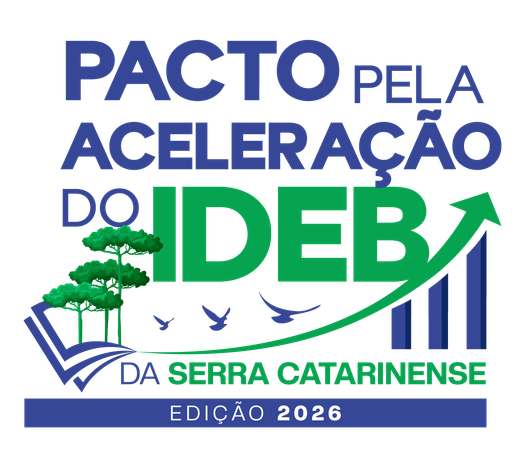 PACTO PELA
ACELERAÇÃO
DO IDEB
DA SERRA CATARINENSE
EDIÇÃO 2026